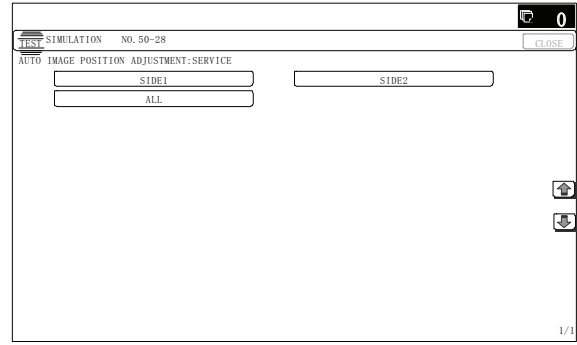 0
TEST SIMULATION NO.50-28 CLOSE
AUTO IMAGE POSITION ADJUSTMENT:SERVICE
SIDE1 SIDE2
ALL
1/1